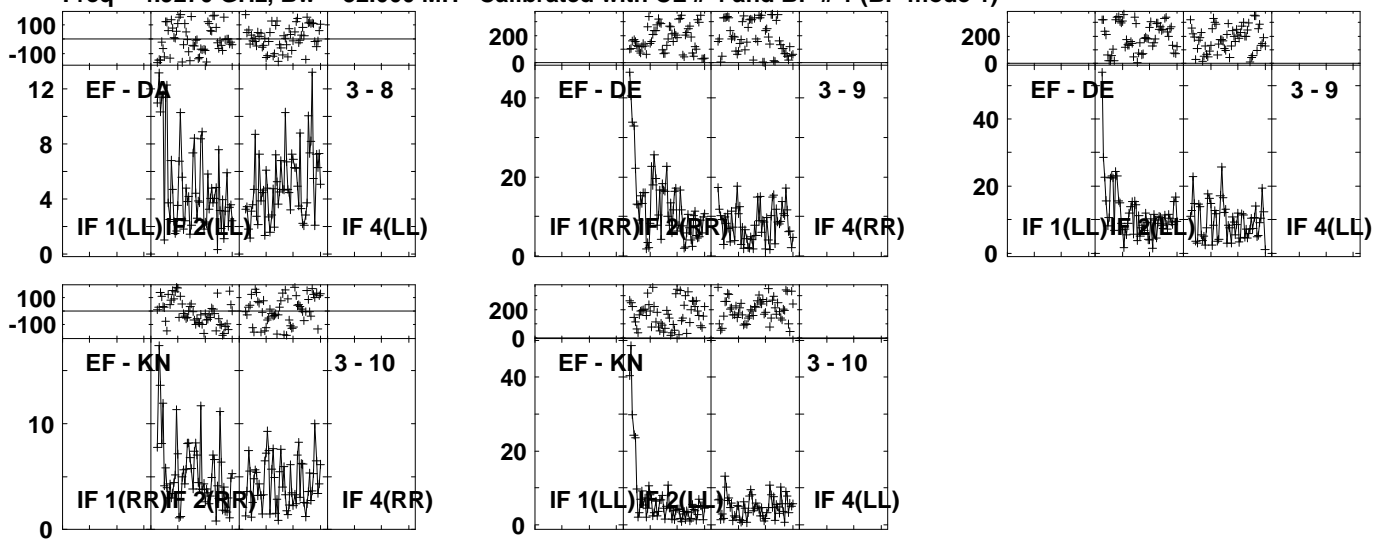 100
-100
EF - DA 3 - 8
12
8
4
0
IF 1(LL) IF 2(LL) IF 4(LL)
200
0
EF - DE 3 - 9
40
20
0
IF 1(RR) IF 2(RR) IF 4(RR)
200
0
EF - DE 3 - 9
40
20
0
IF 1(LL) IF 2(LL) IF 4(LL)
100
-100
EF - KN 3 - 10
10
0
IF 1(RR) IF 2(RR) IF 4(RR)
200
0
EF - KN 3 - 10
40
20
0
IF 1(LL) IF 2(LL) IF 4(LL)